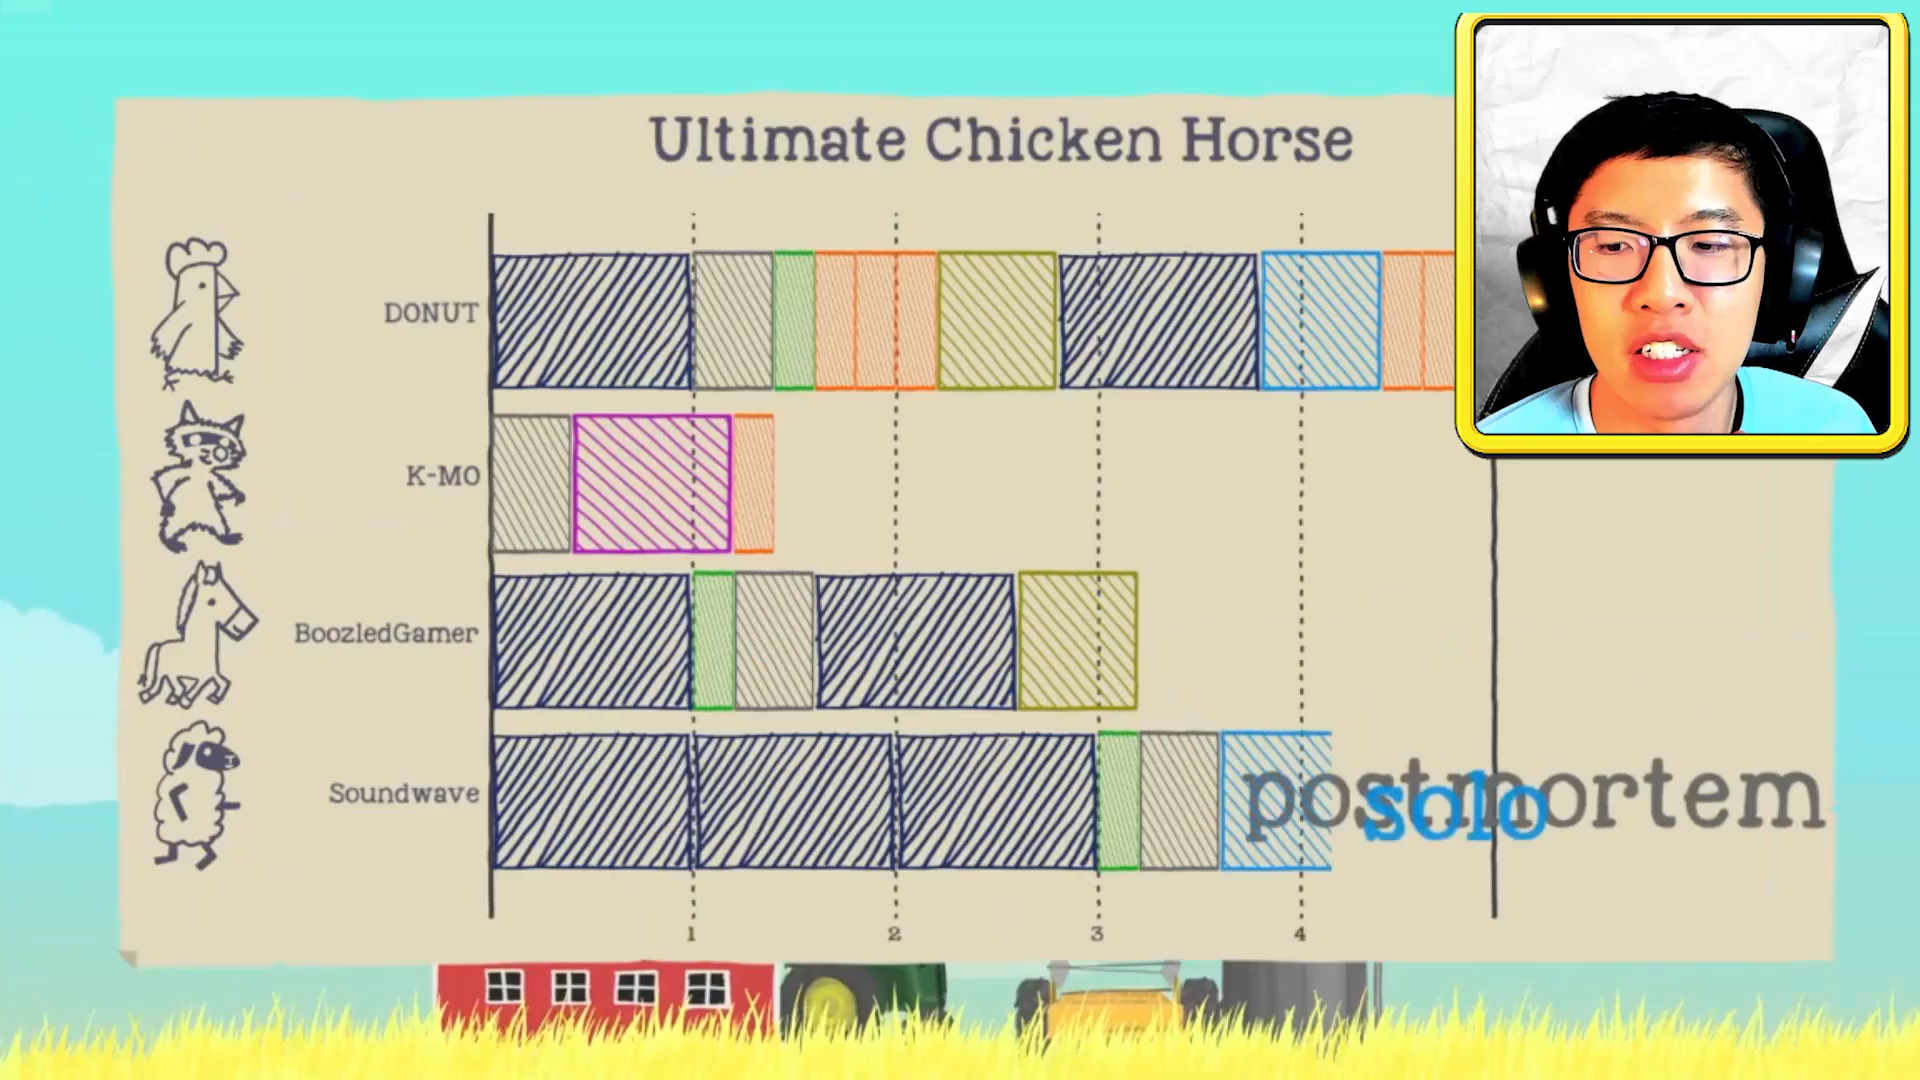 Ultimate Chicken Horse
DONUT
K-MO
BoozledGamer
Soundwave
postmortem
solo
1 2 3 4